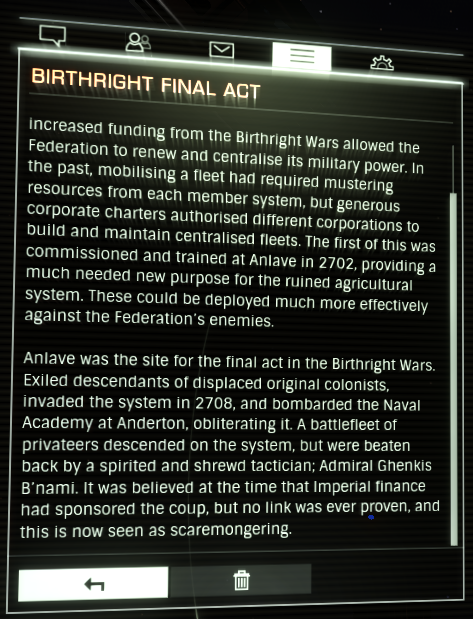 BIRTHRIGHT FINAL ACT
increased funding from the Birthright Wars allowed the
Federation to renew and centralise its military power. In
the past, mobilising a fleet had required mustering
resources from each member system, but generous
corporate charters authorised different corporations to
build and maintain centralised fleets. The first of this was
commissioned and trained at Anlave in 2702, providing a
much needed new purpose for the ruined agricultural
system. These could be deployed much more effectively
against the Federation's enemies.
Anlave was the site for the final act in the Birthright Wars.
Exiled descendants of displaced original colonists,
invaded the system in 2708, and bombarded the Naval
Academy at Anderton, obliterating it. A battlefleet of
privateers descended on the system, but were beaten
back by a spirited and shrewd tactician; Admiral Ghenkis
B'nami. It was believed at the time that Imperial finance
had sponsored the coup, but no link was ever proven, and
this is now seen as scaremongering.